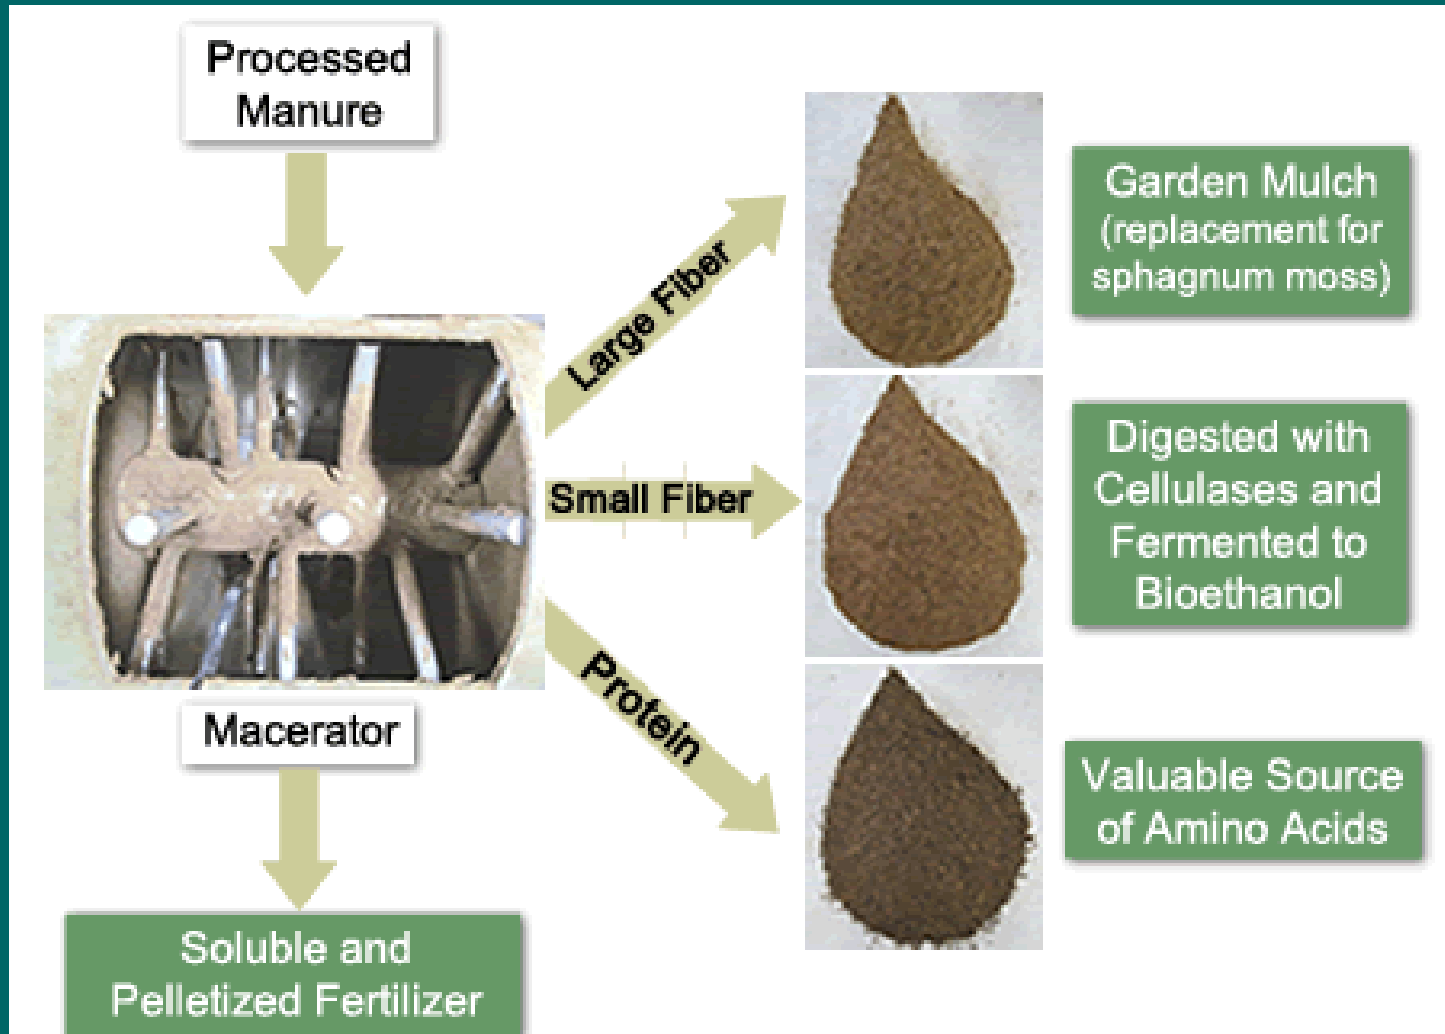 Processed
Manure
Large Fiber
Garden Mulch
(replacement for
sphagnum moss)
Small Fiber
Digested with
Cellulases and
Fermented to
Bioethanol
Protein
Valuable Source
of Amino Acids
Macerator
Soluble and
Pelletized Fertilizer